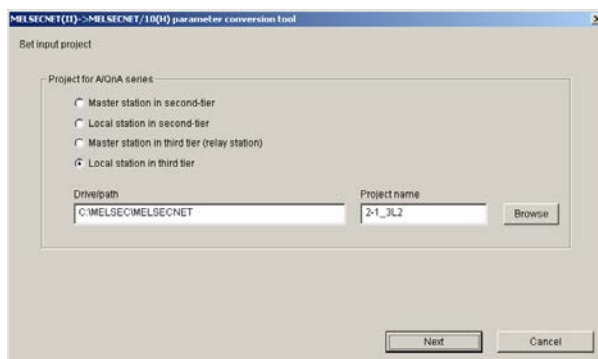 MELSECNET(II)->MELSECNET/10(H) parameter conversion tool
Set input project
Project for A/QnA series
Master station in second-tier
Local station in second-tier
Master station in third tier (relay station)
Local station in third tier
Drive/path
Project name
C:\MELSEC\MELSECNET
2-1_3L2
Browse
Next
Cancel